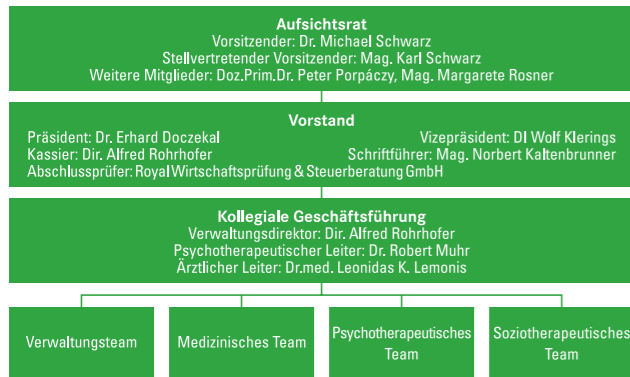 Aufsichtsrat
Vorsitzender: Dr. Michael Schwarz
Stellvertretender Vorsitzender: Mag. Karl Schwarz
Weitere Mitglieder: Doz.Prim.Dr. Peter Porpáczy, Mag. Margarete Rosner
Vorstand
Präsident: Dr. Erhard Doczekal Vizepräsident: DI Wolf Klerings
Kassier: Dir. Alfred Rohrhofer Schriftführer: Mag. Norbert Kaltenbrunner
Abschlussprüfer: Royal Wirtschaftsprüfung & Steuerberatung GmbH
Kollegiale Geschäftsführung
Verwaltungsdirektor: Dir. Alfred Rohrhofer
Psychotherapeutischer Leiter: Dr. Robert Muhr
Ärztlicher Leiter: Dr.med. Leonidas K. Lemonis
Verwaltungsteam
Medizinisches Team
Psychotherapeutisches
Team
Soziotherapeutisches
Team